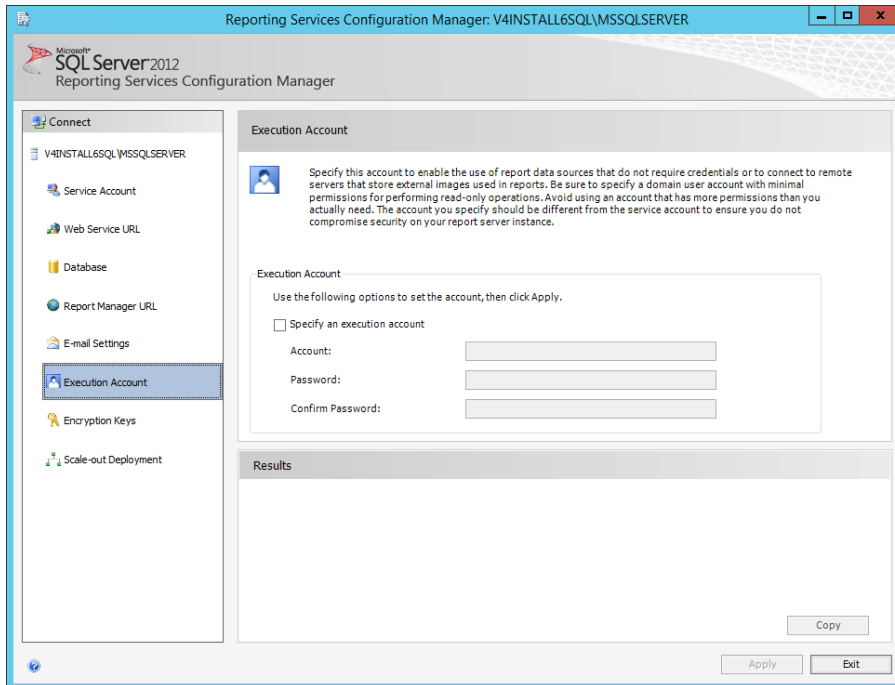 Reporting Services Configuration Manager: V4INSTALL6SQL\MSSQLSERVER
Microsoft®
SQL Server 2012
Reporting Services Configuration Manager
Connect
V4INSTALL6SQL\MSSQLSERVER
Service Account
Web Service URL
Database
Report Manager URL
E-mail Settings
Execution Account
Encryption Keys
Scale-out Deployment
Execution Account
Specify this account to enable the use of report data sources that do not require credentials or to connect to remote
servers that store external images used in reports. Be sure to specify a domain user account with minimal
permissions for performing read-only operations. Avoid using an account that has more permissions than you
actually need. The account you specify should be different from the service account to ensure you do not
compromise security on your report server instance.
Execution Account
Use the following options to set the account, then click Apply.
Specify an execution account
Account:
Password:
Confirm Password:
Results
Copy
Apply
Exit